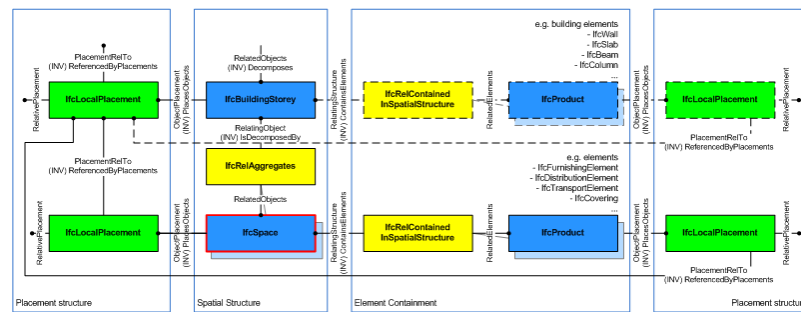 e.g. building elements
- IfcWall
- IfcSlab
- IfcBeam
- IfcColumn
...
PlacementRelTo
(INV) ReferencedByPlacements
RelatedObjects
(INV) Decomposes
RelativePlacement
IfcLocalPlacement
ObjectPlacement
(INV) PlacesObjects
IfcBuildingStorey
RelatingStructure
(INV) ContainsElements
IfcRelContained
InSpatialStructure
RelatedElements
IfcProduct
ObjectPlacement
(INV) PlacesObjects
IfcLocalPlacement
RelativePlacement
RelatingObject
(INV) IsDecomposedBy
PlacementRelTo
(INV) ReferencedByPlacements
PlacementRelTo
(INV) ReferencedByPlacements
IfcRelAggregates
e.g. elements
- IfcFurnishingElement
- IfcDistributionElement
- IfcTransportElement
- IfcCovering
...
RelatedObjects
RelativePlacement
IfcLocalPlacement
ObjectPlacement
(INV) PlacesObjects
IfcSpace
RelatingStructure
(INV) ContainsElements
IfcRelContained
InSpatialStructure
RelatedElements
IfcProduct
ObjectPlacement
(INV) PlacesObjects
IfcLocalPlacement
RelativePlacement
PlacementRelTo
(INV) ReferencedByPlacements
Placement structure
Spatial Structure
Element Containment
Placement structure